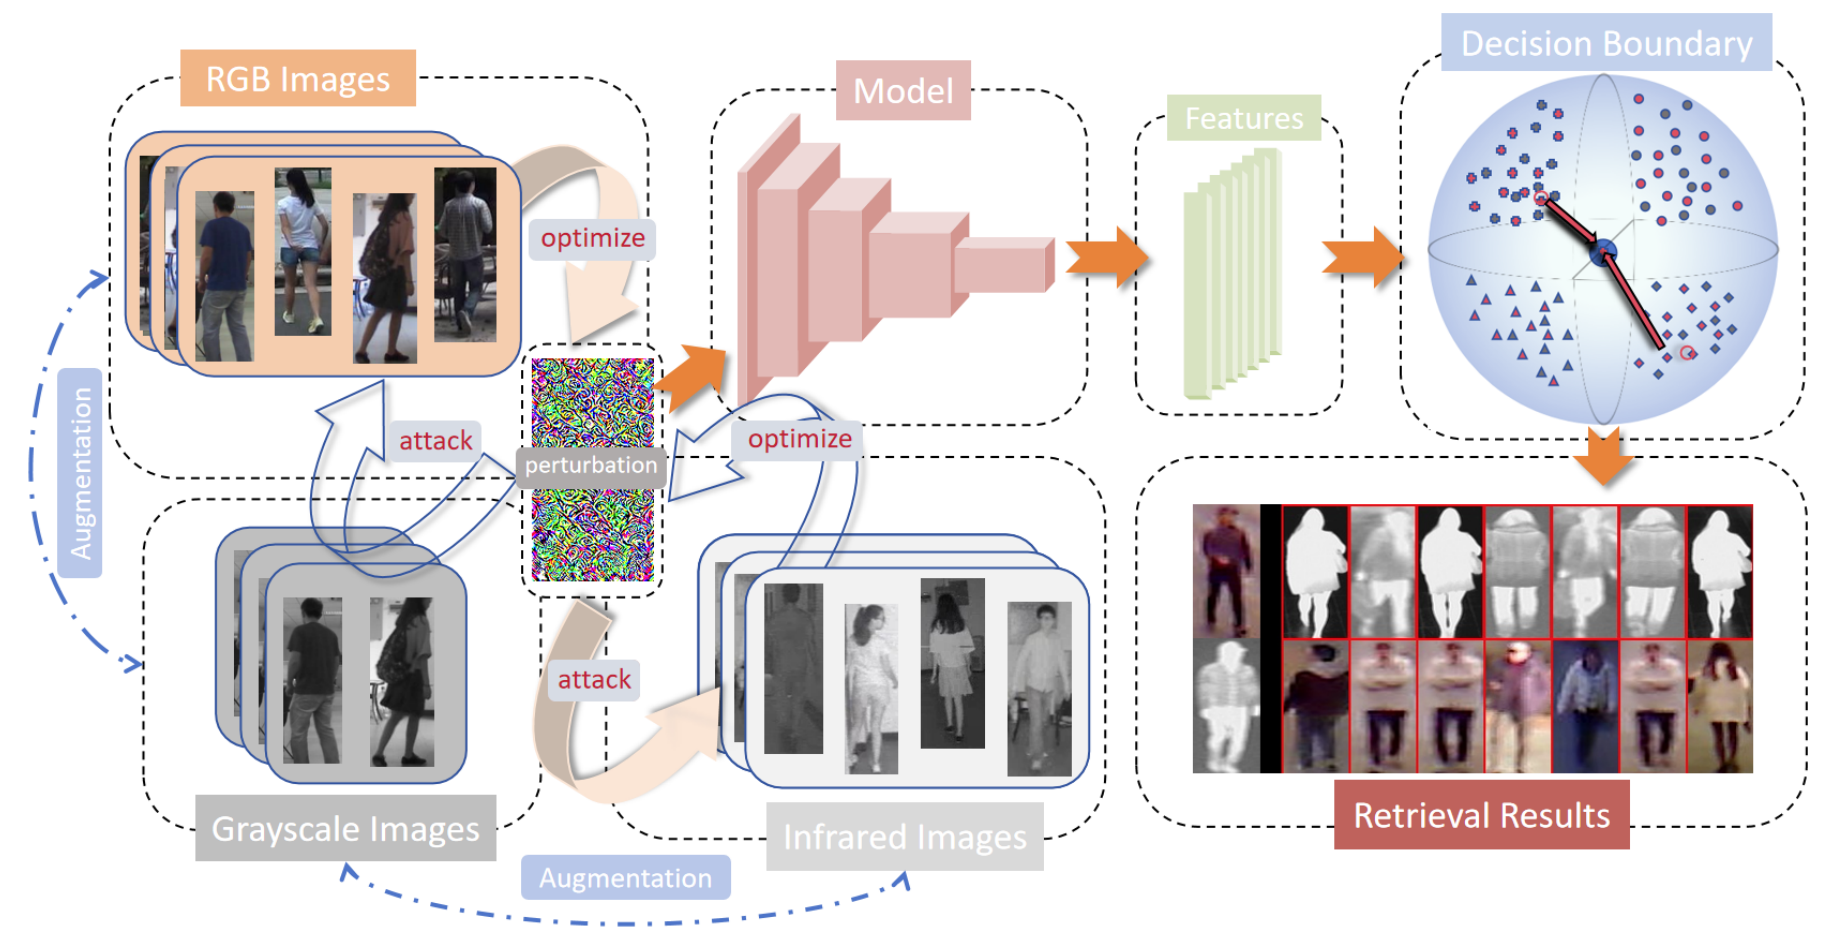 RGB Images
Model
Features
Decision Boundary
optimize
Augmentation
attack
optimize
perturbation
attack
Grayscale Images
Infrared Images
Retrieval Results
Augmentation